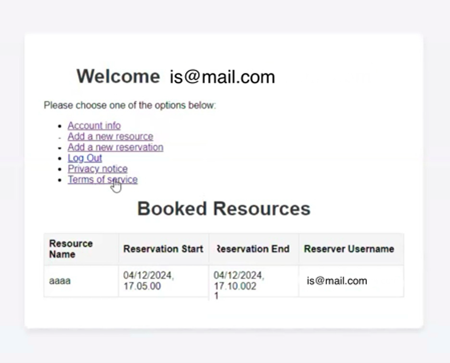 Welcome is@mail.com
Please choose one of the options below:
Account info
Add a new resource
Add a new reservation
Log Out
Privacy notice
Terms of service
Booked Resources
Resource Name Reservation Start Reservation End Reserver Username
aaaa 04/12/2024, 17.05.00 04/12/2024, 17.10.002 1 is@mail.com